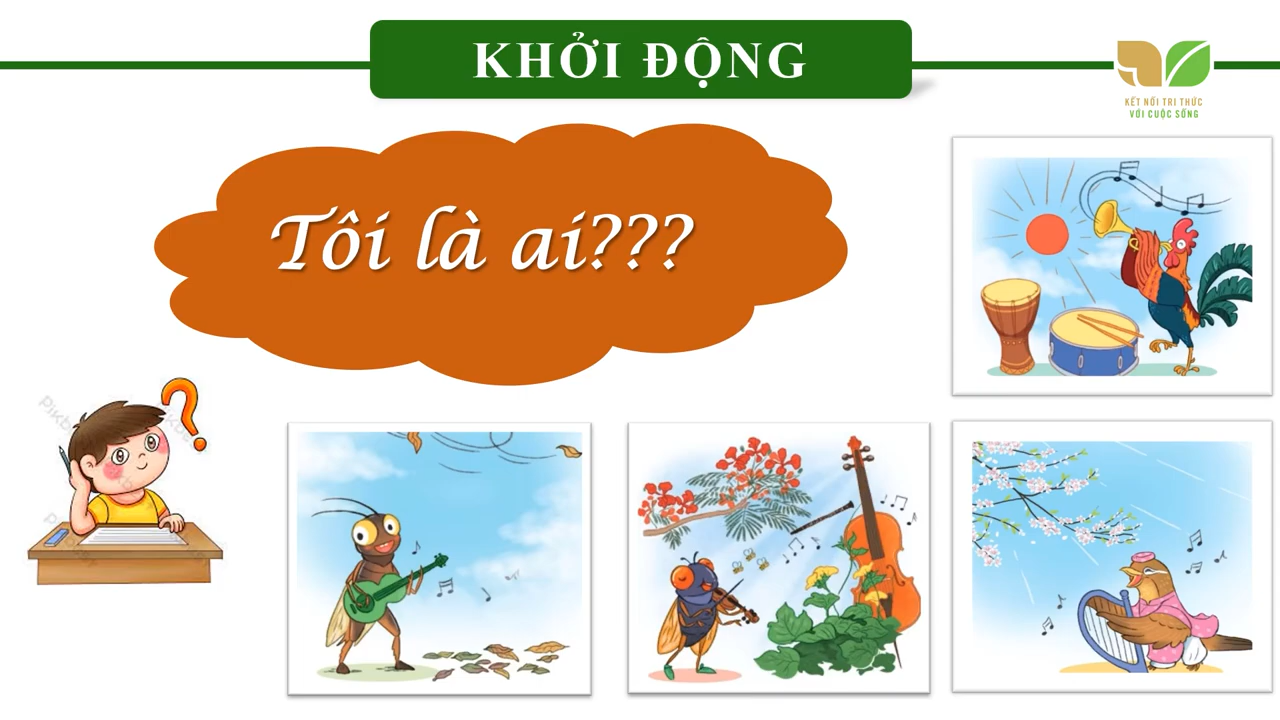 KHỞI ĐỘNG
KẾT NỐI TRI THỨC
VỚI CUỘC SỐNG
Tôi là ai???